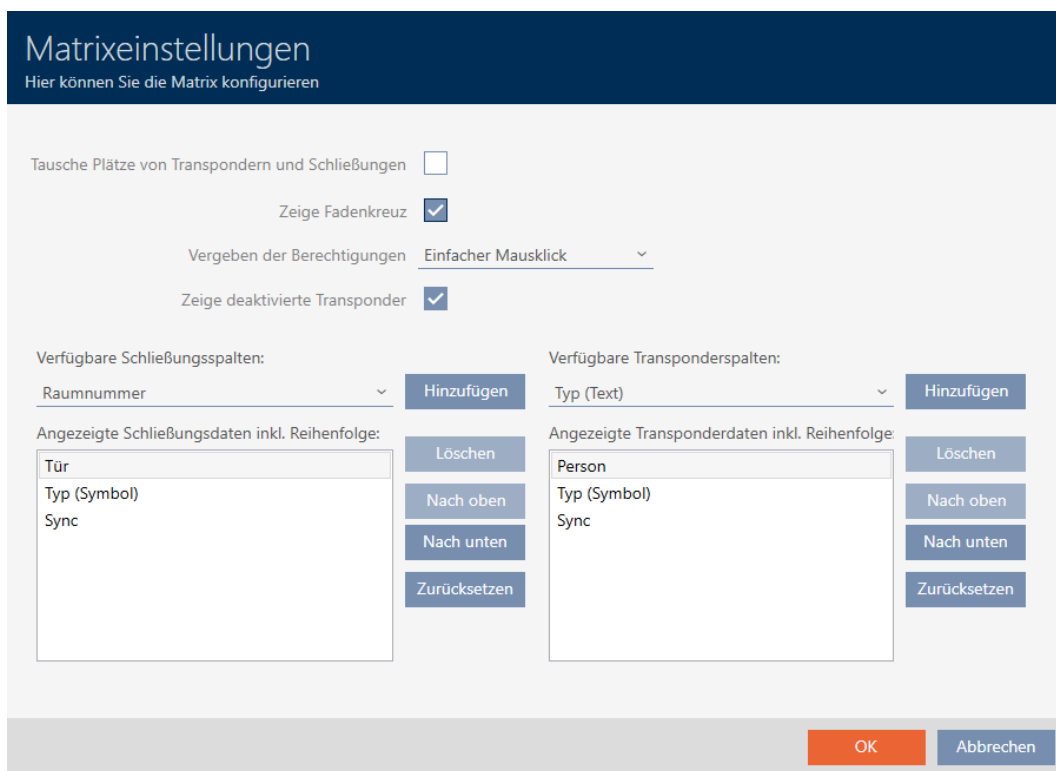 Matrixeinstellungen
Hier können Sie die Matrix konfigurieren
Tausche Plätze von Transpondern und Schließungen
Zeige Fadenkreuz
Vergeben der Berechtigungen Einfacher Mausklick
Zeige deaktivierte Transponder
Verfügbare Schließungsspalten:
Raumnummer Hinzufügen
Angezeigte Schließungsdaten inkl. Reihenfolge:
Tür
Typ (Symbol)
Sync
Löschen
Nach oben
Nach unten
Zurücksetzen
Verfügbare Transponderspalten:
Typ (Text) Hinzufügen
Angezeigte Transponderdaten inkl. Reihenfolge:
Person
Typ (Symbol)
Sync
Löschen
Nach oben
Nach unten
Zurücksetzen
OK Abbrechen